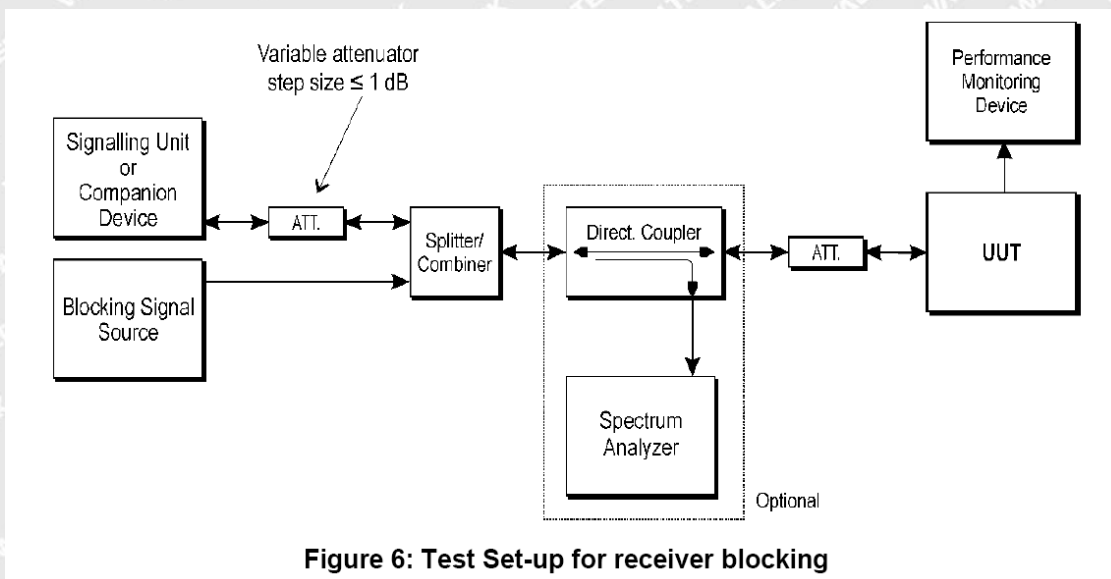 Variable attenuator
step size ≤ 1 dB
Performance
Monitoring
Device
Signalling Unit
or
Companion
Device
ATT.
Splitter/
Combiner
Direct. Coupler
ATT.
UUT
Blocking Signal
Source
Spectrum
Analyzer
Optional
Figure 6: Test Set-up for receiver blocking